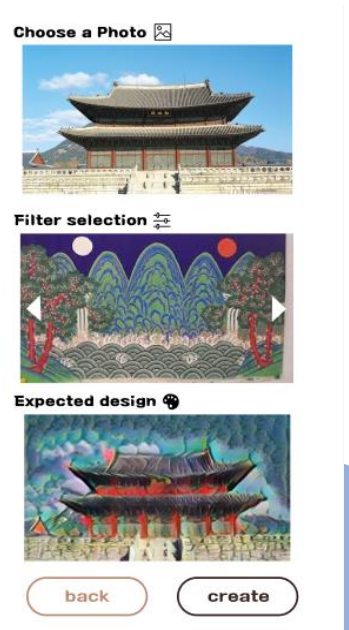 Choose a Photo
Filter selection
Expected design
back
create